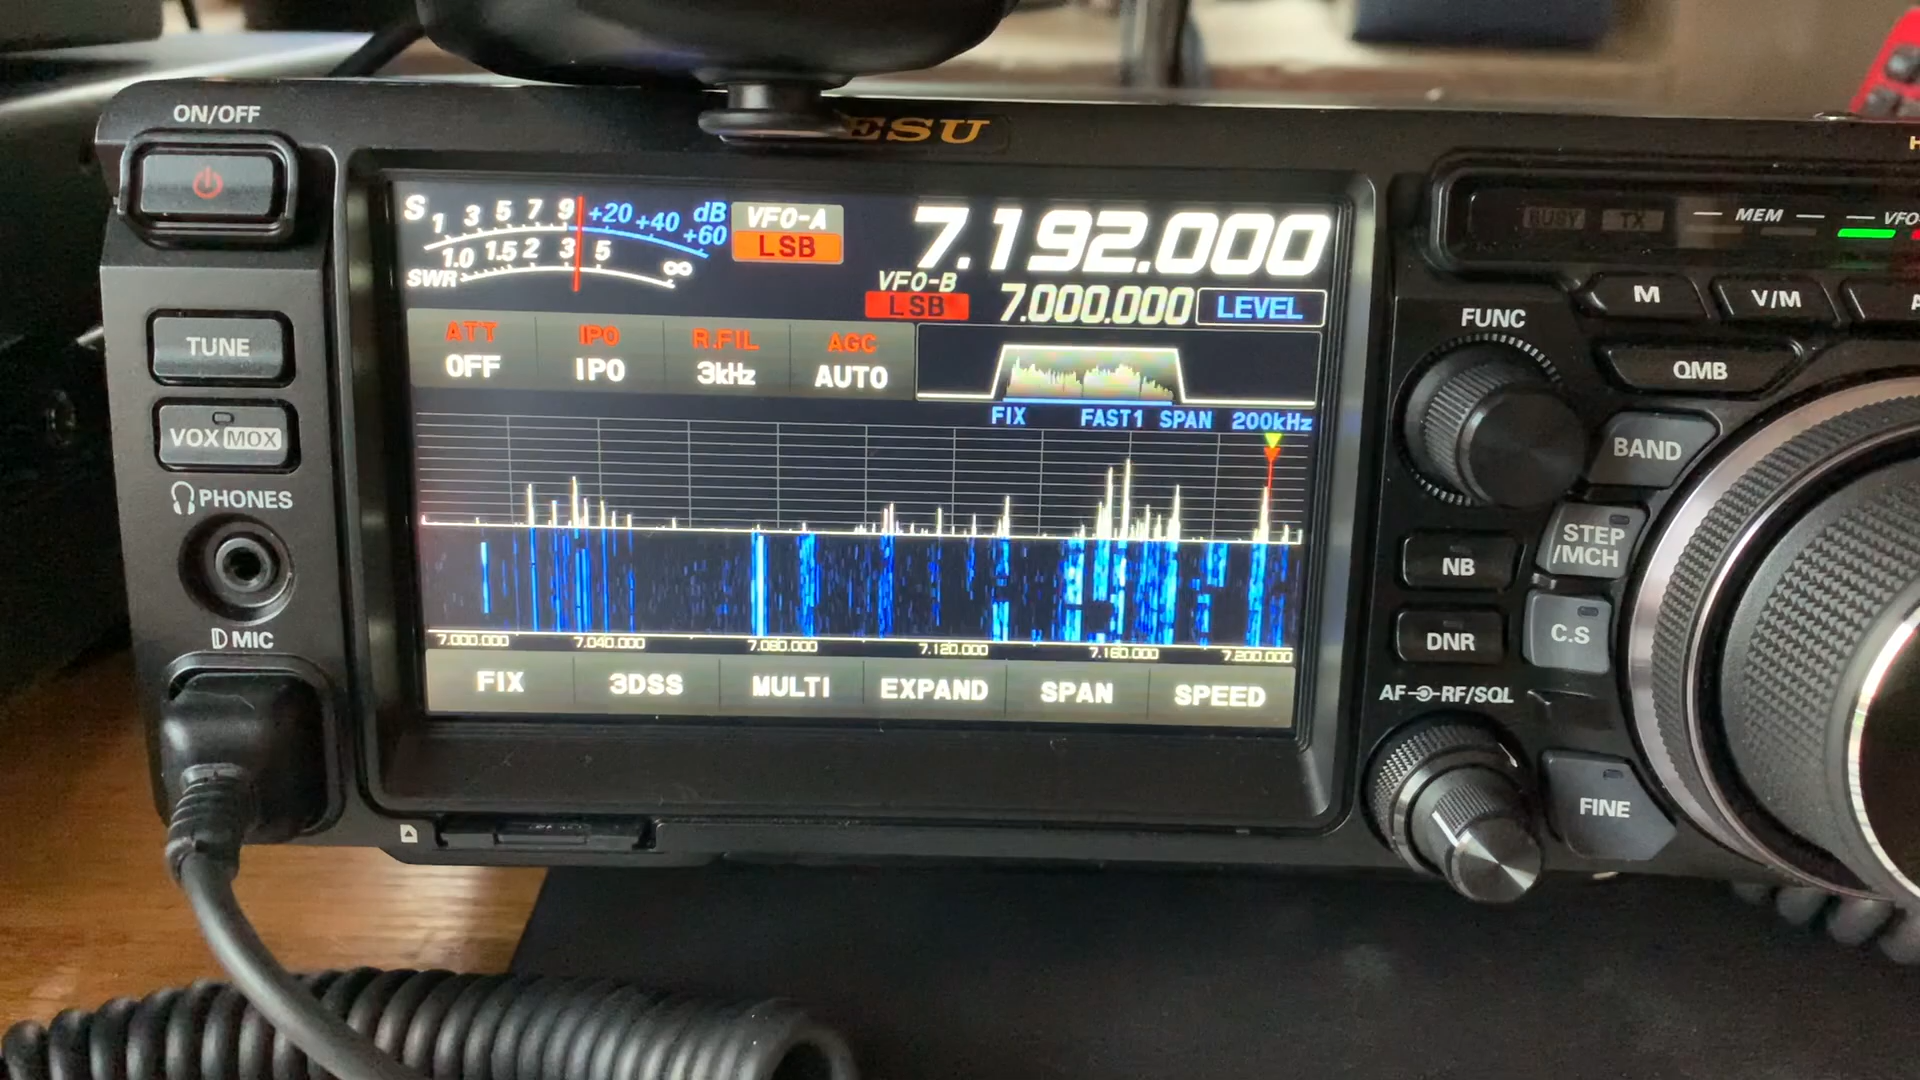 ON/OFF
ESU
S 1 3 5 7 9 +20 +40 +60 dB
1.0 1.5 2 3 5 ∞
SWR
VFO-A
LSB
7.192.000
VFO-B
LSB
7.000.000
LEVEL
ATT IPO R.FIL AGC
OFF IPO 3kHz AUTO
FIX FAST1 SPAN 200kHz
7.000.000 7.040.000 7.080.000 7.120.000 7.160.000 7.200.000
FIX 3DSS MULTI EXPAND SPAN SPEED
TUNE
VOX MOX
PHONES
MIC
BUSY TX MEM VFO
M V/M
FUNC
QMB
BAND
STEP
/MCH
NB
DNR
C.S
AF RF/SQL
FINE